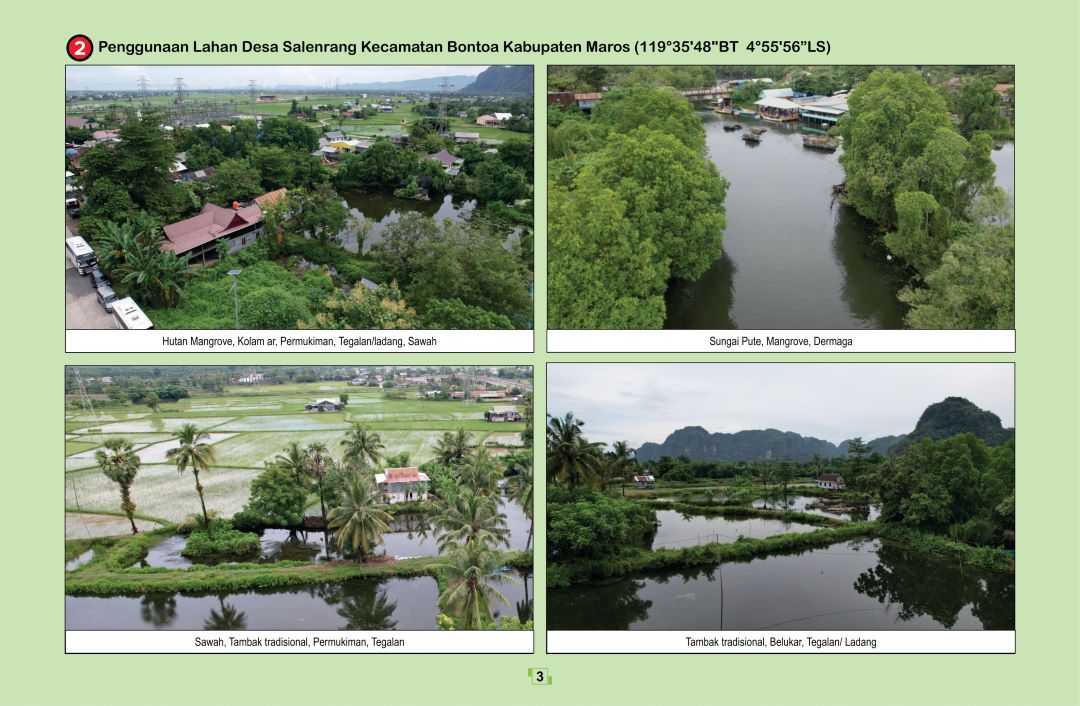 2 Penggunaan Lahan Desa Salenrang Kecamatan Bontoa Kabupaten Maros (119°35'48"BT 4°55'56”LS)
Hutan Mangrove, Kolam ar, Permukiman, Tegalan/ladang, Sawah
Sungai Pute, Mangrove, Dermaga
Sawah, Tambak tradisional, Permukiman, Tegalan
Tambak tradisional, Belukar, Tegalan/ Ladang
3